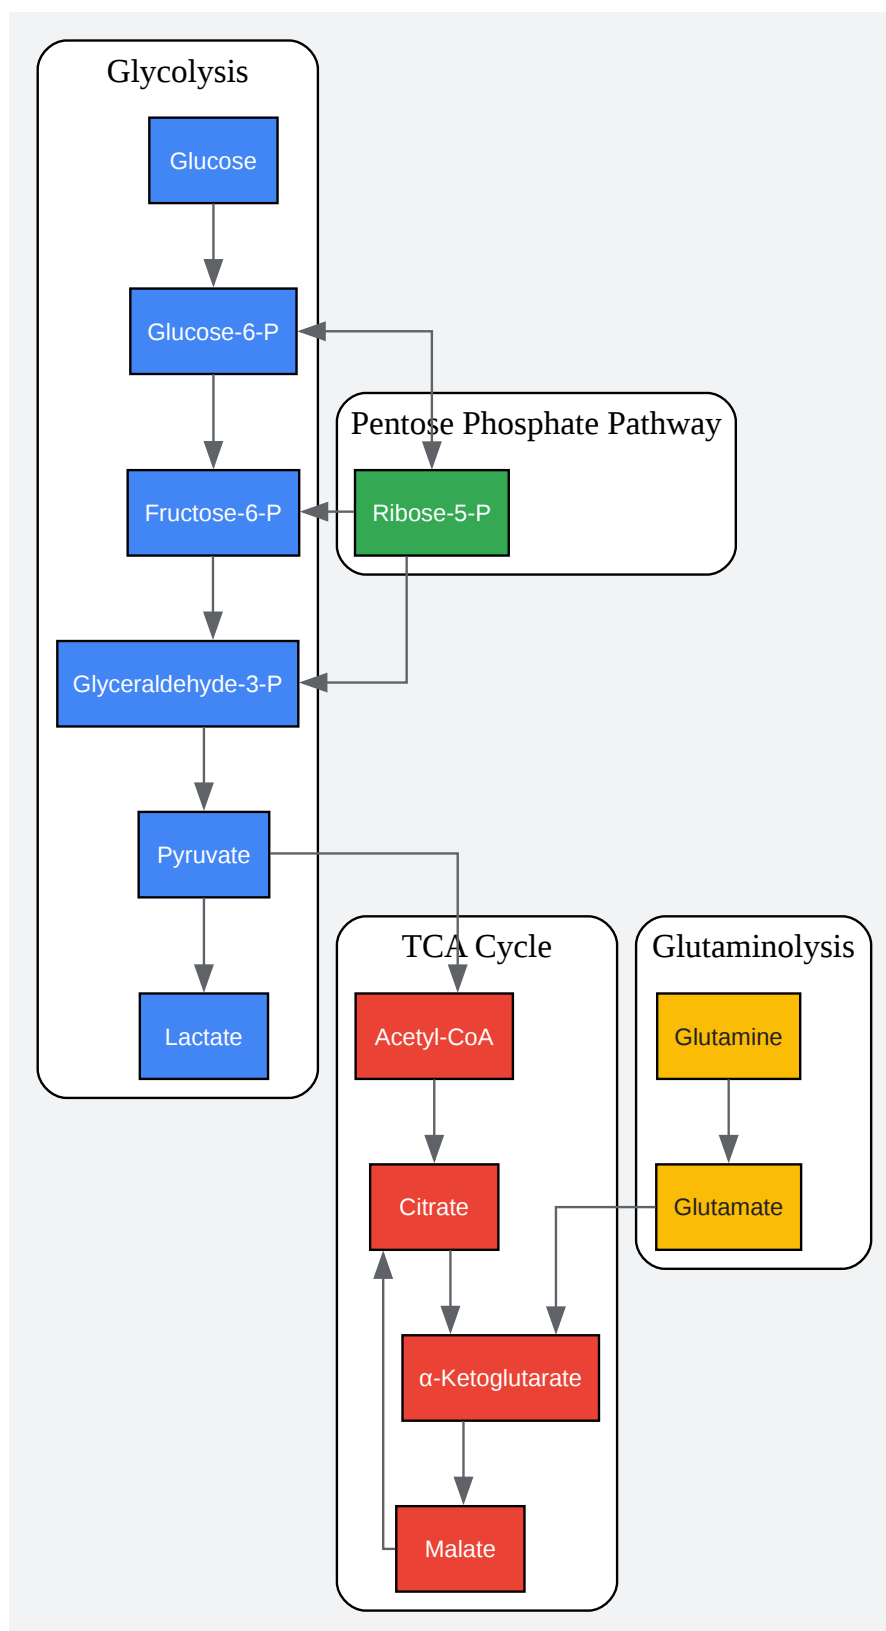 Glycolysis
Glucose
Glucose-6-P
Pentose Phosphate Pathway
Fructose-6-P
Ribose-5-P
Glyceraldehyde-3-P
Pyruvate
TCA Cycle
Glutaminolysis
Lactate
Acetyl-CoA
Glutamine
Citrate
Glutamate
α-Ketoglutarate
Malate